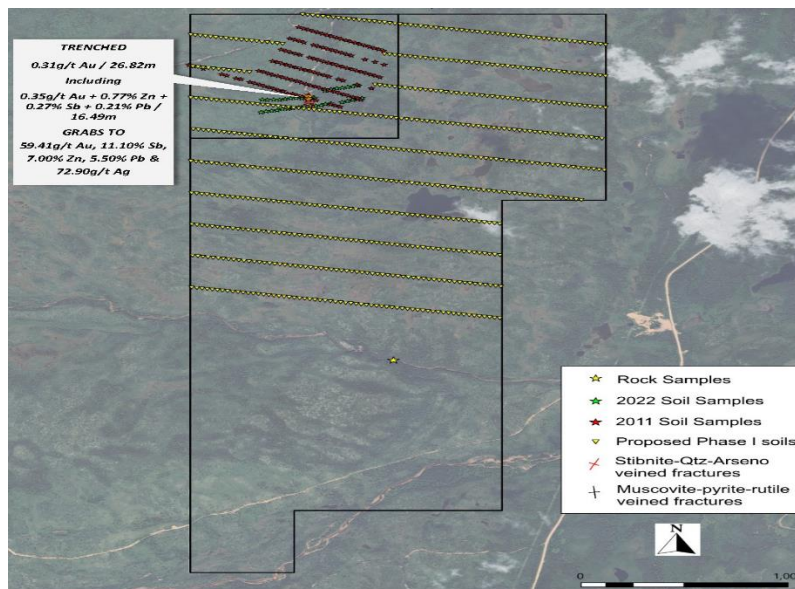 TRENCHED
0.31g/t Au / 26.82m
Including
0.35g/t Au + 0.77% Zn +
0.27% Sb + 0.21% Pb /
16.49m
GRABS TO
59.41g/t Au, 11.10% Sb,
7.00% Zn, 5.50% Pb &
72.90g/t Ag
Rock Samples
2022 Soil Samples
2011 Soil Samples
Proposed Phase I soils
Stibnite-Qtz-Arseno
veined fractures
Muscovite-pyrite-rutile
veined fractures
N
0